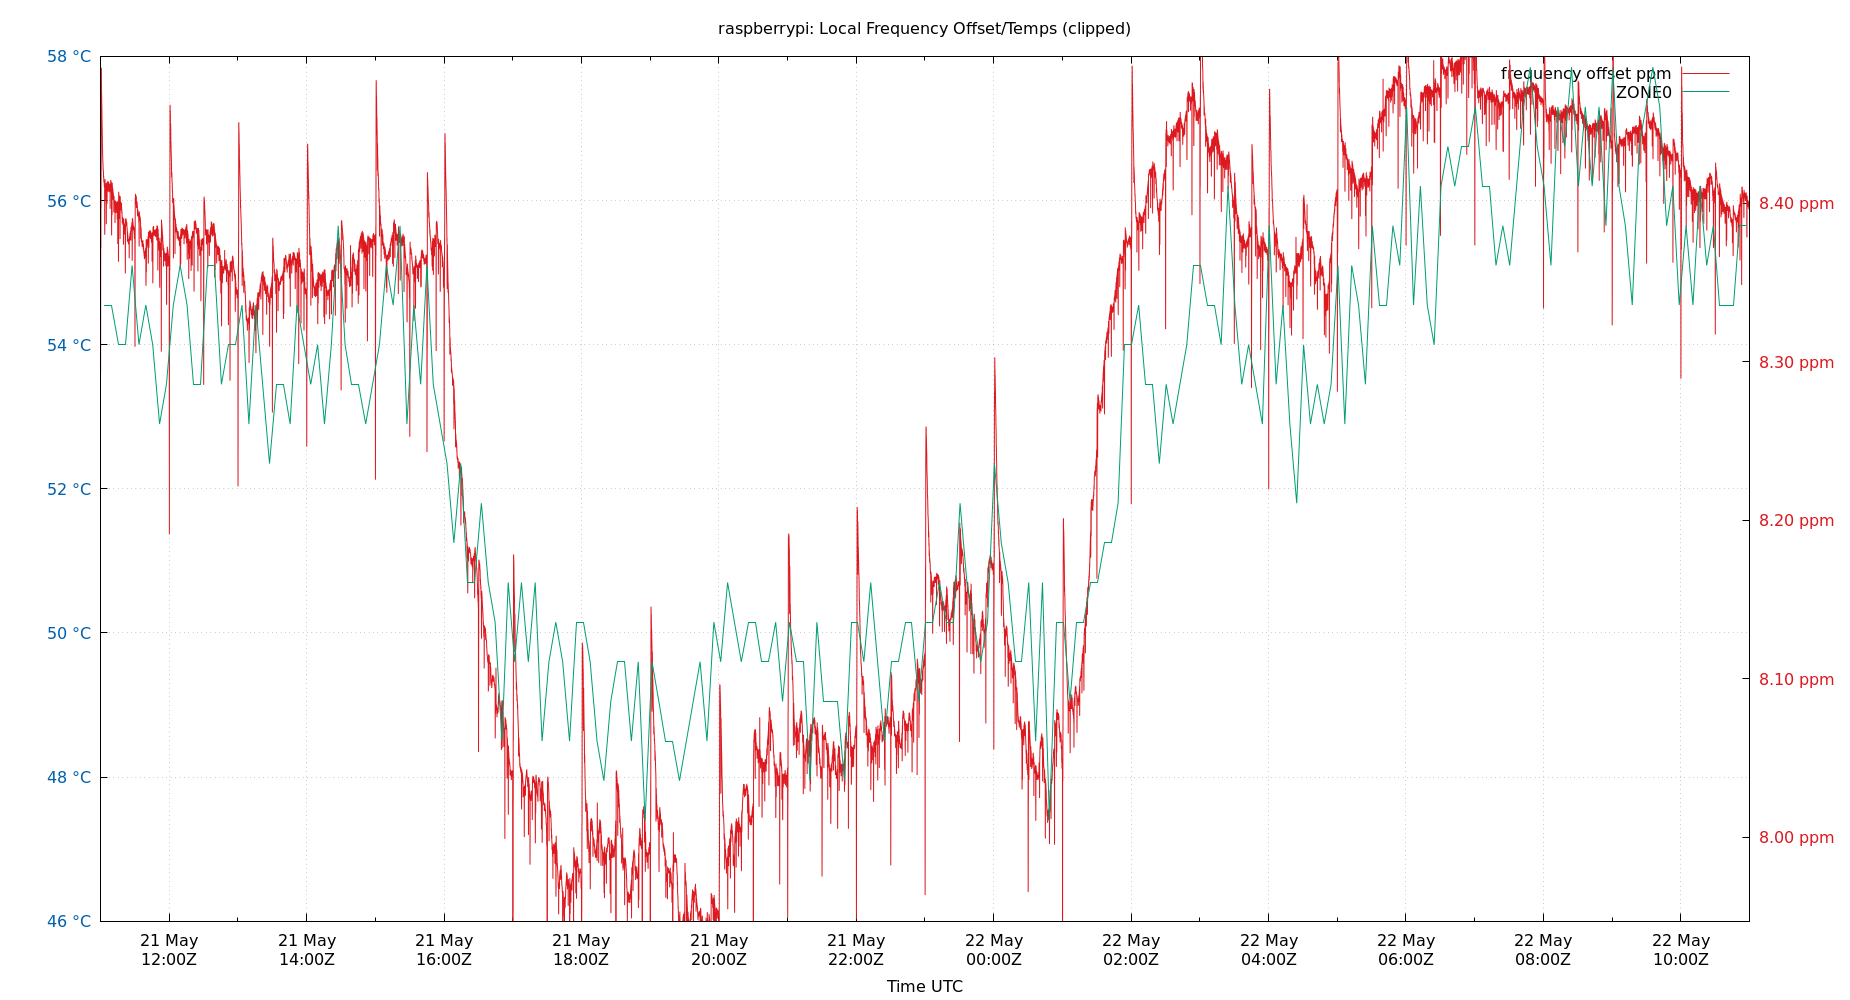 raspberrypi: Local Frequency Offset/Temps (clipped)
58 °C
56 °C
54 °C
52 °C
50 °C
48 °C
46 °C
frequency offset ppm
ZONE0
8.40 ppm
8.30 ppm
8.20 ppm
8.10 ppm
8.00 ppm
21 May 21 May 21 May 21 May 21 May 21 May 22 May 22 May 22 May 22 May 22 May 22 May
12:00Z 14:00Z 16:00Z 18:00Z 20:00Z 22:00Z 00:00Z 02:00Z 04:00Z 06:00Z 08:00Z 10:00Z
Time UTC